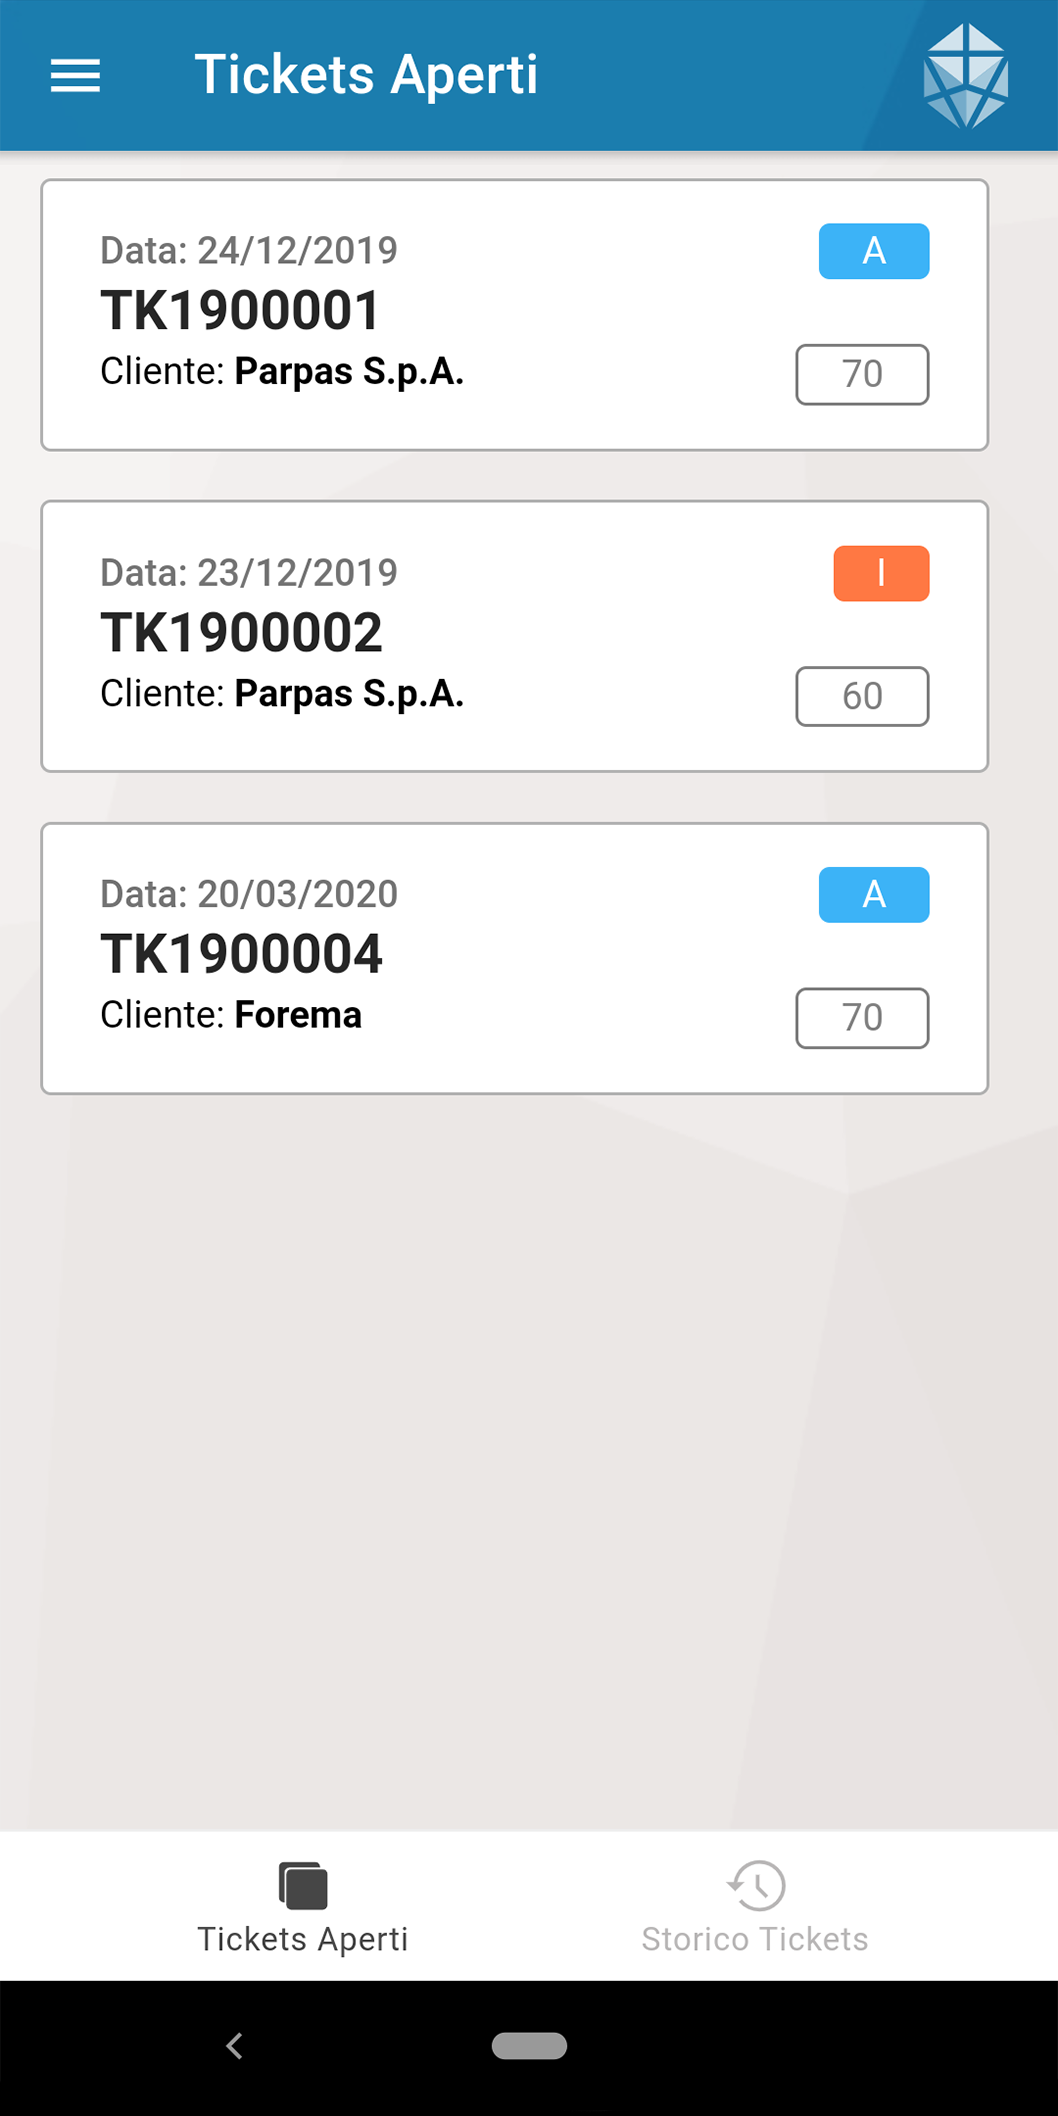 Tickets Aperti
Data: 24/12/2019
A
TK1900001
Cliente: Parpas S.p.A.
70
Data: 23/12/2019
I
TK1900002
Cliente: Parpas S.p.A.
60
Data: 20/03/2020
A
TK1900004
Cliente: Forema
70
Tickets Aperti
Storico Tickets